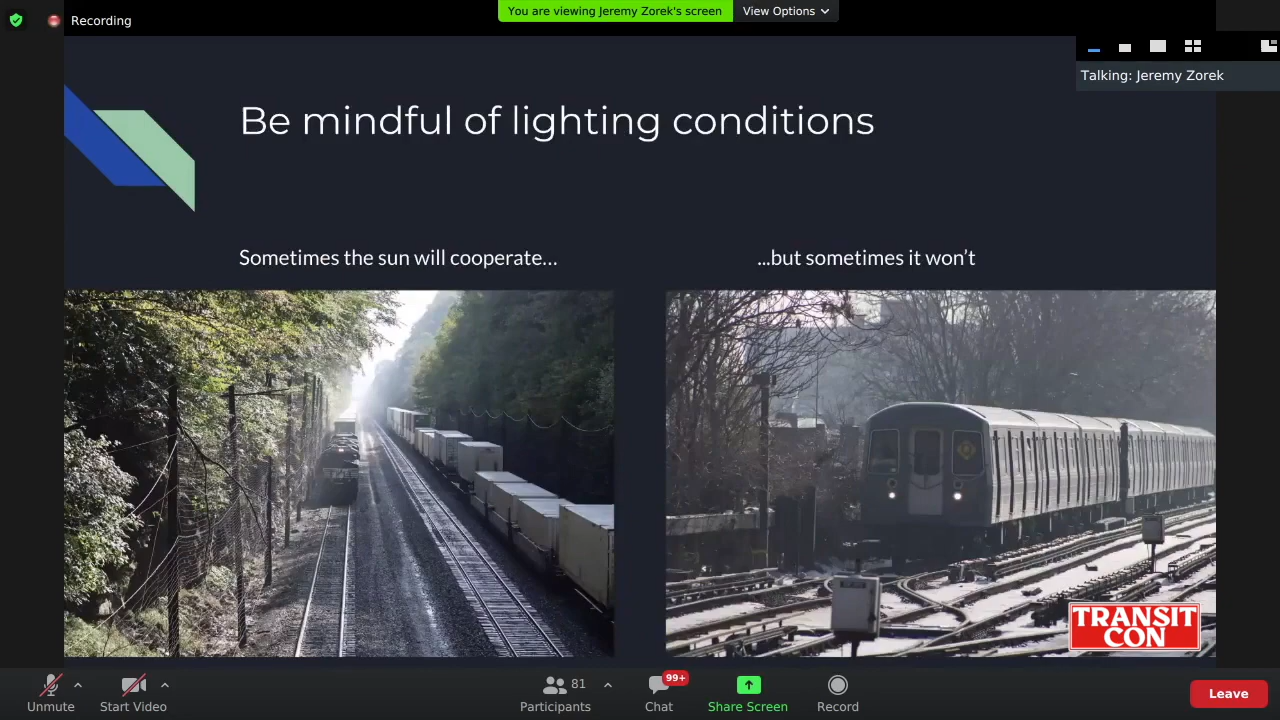 Recording
You are viewing Jeremy Zorek's screen
View Options
Talking: Jeremy Zorek
Be mindful of lighting conditions
Sometimes the sun will cooperate...
...but sometimes it won't
TRANSIT
CON
Unmute
Start Video
81
Participants
99+
Chat
Share Screen
Record
Leave